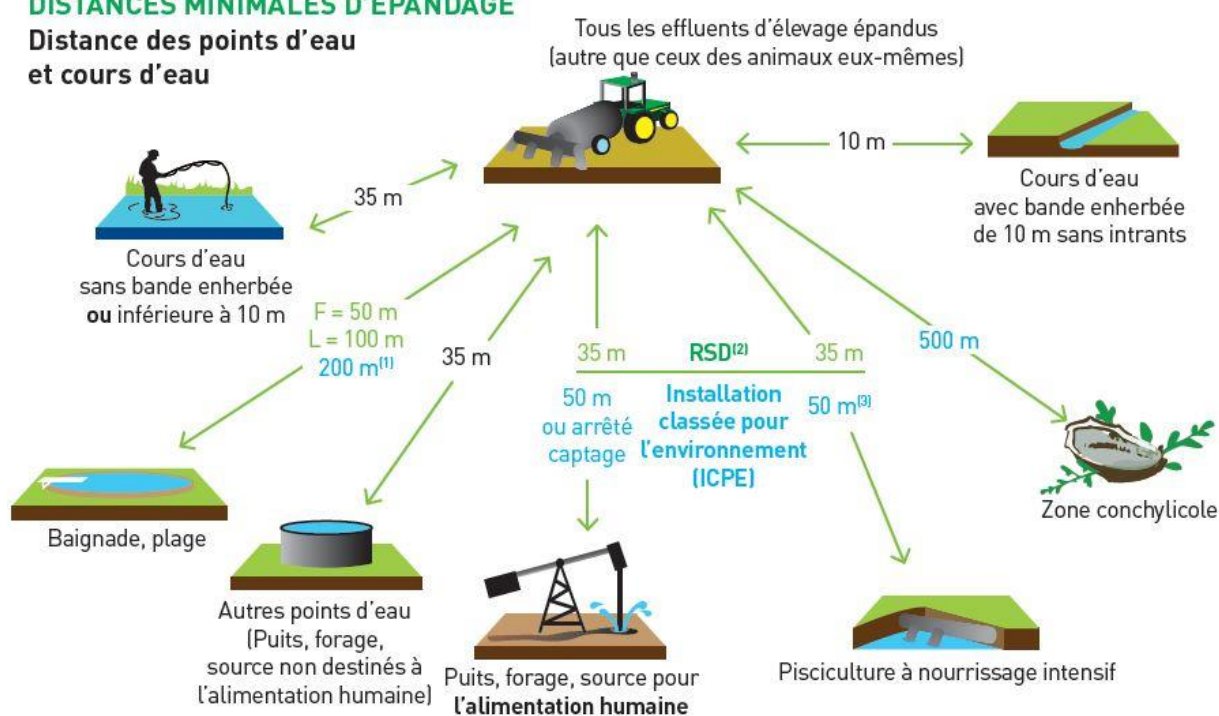 DISTANCES MINIMALES D'ÉPANDAGE
Distance des points d'eau
et cours d'eau
Tous les effluents d'élevage épandus
(autre que ceux des animaux eux-mêmes)
10 m
Cours d'eau
avec bande enherbée
de 10 m sans intrants
35 m
Cours d'eau
sans bande enherbée
ou inférieure à 10 m
F = 50 m
L = 100 m
200 m(1)
35 m
35 m
RSD(2)
35 m
50 m
ou arrêté
captage
Installation
classée pour
l'environnement
(ICPE)
50 m(3)
500 m
Zone conchylicole
Baignade, plage
Autres points d'eau
(Puits, forage,
source non destinés à
l'alimentation humaine)
Puits, forage, source pour
l'alimentation humaine
Pisciculture à nourrissage intensif